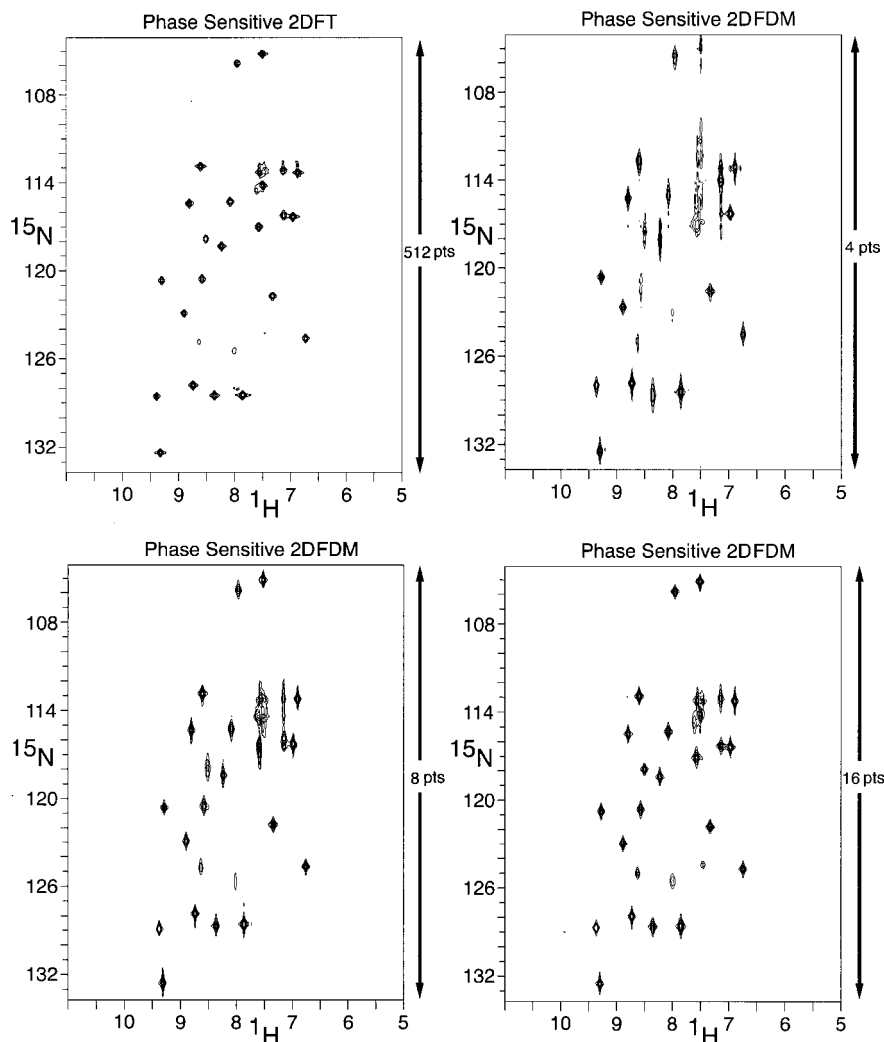 Phase Sensitive 2DFT
108
114
15N
120
126
132
10 9 8 7 6 5
1H
512 pts
Phase Sensitive 2DFDM
108
114
15N
120
126
132
10 9 8 7 6 5
1H
4 pts
Phase Sensitive 2DFDM
108
114
15N
120
126
132
10 9 8 7 6 5
1H
8 pts
Phase Sensitive 2DFDM
108
114
15N
120
126
132
10 9 8 7 6 5
1H
16 pts